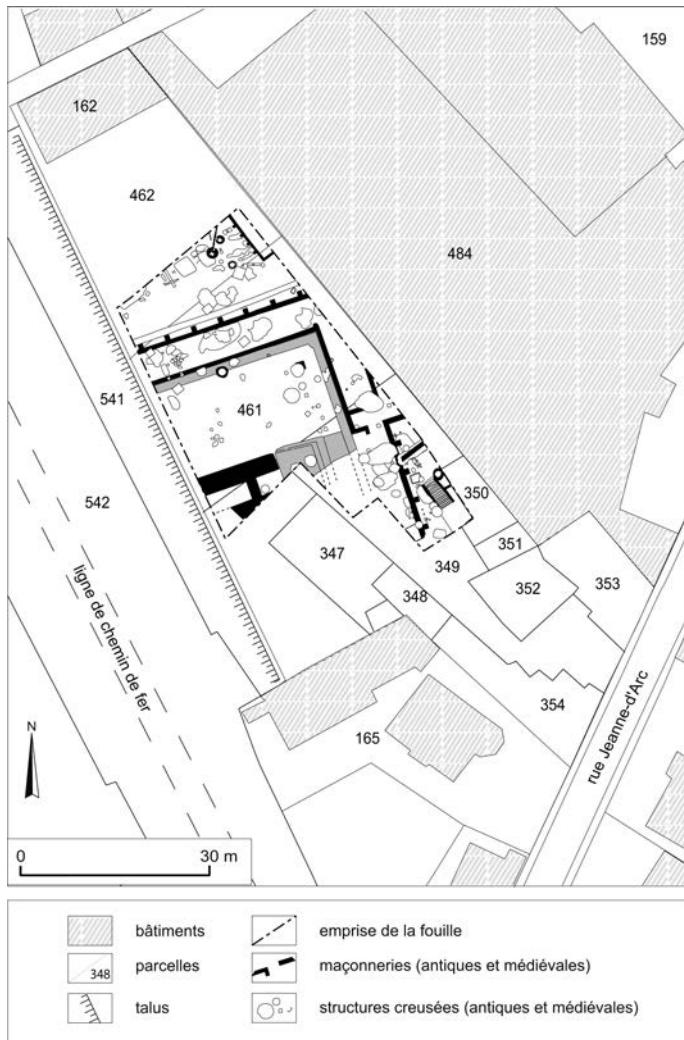 159
162
462
484
541
461
542
350
347
349
351
353
352
348
ligne de chemin de fer
354
rue Jeanne-d'Arc
165
N
0 30 m
bâtiments
emprise de la fouille
348
parcelles
maçonneries (antiques et médiévales)
talus
structures creusées (antiques et médiévales)